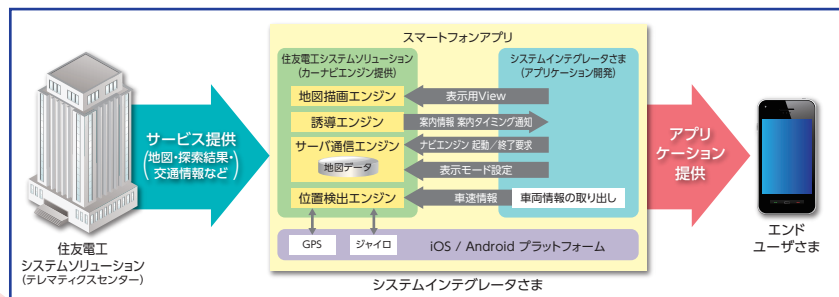 スマートフォンアプリ
住友電工システムソリューション
(カーナビエンジン提供)
システムインテグレータさま
(アプリケーション開発)
地図描画エンジン
表示用View
誘導エンジン
案内情報 案内タイミング通知
サーバ通信エンジン
ナビエンジン 起動/終了要求
地図データ
表示モード設定
位置検出エンジン
車速情報
車両情報の取り出し
GPS
ジャイロ
iOS / Android プラットフォーム
システムインテグレータさま
サービス提供
(地図・探索結果・
交通情報など)
住友電工
システムソリューション
(テレマティクスセンター)
アプリ
ケーション
提供
エンド
ユーザさま